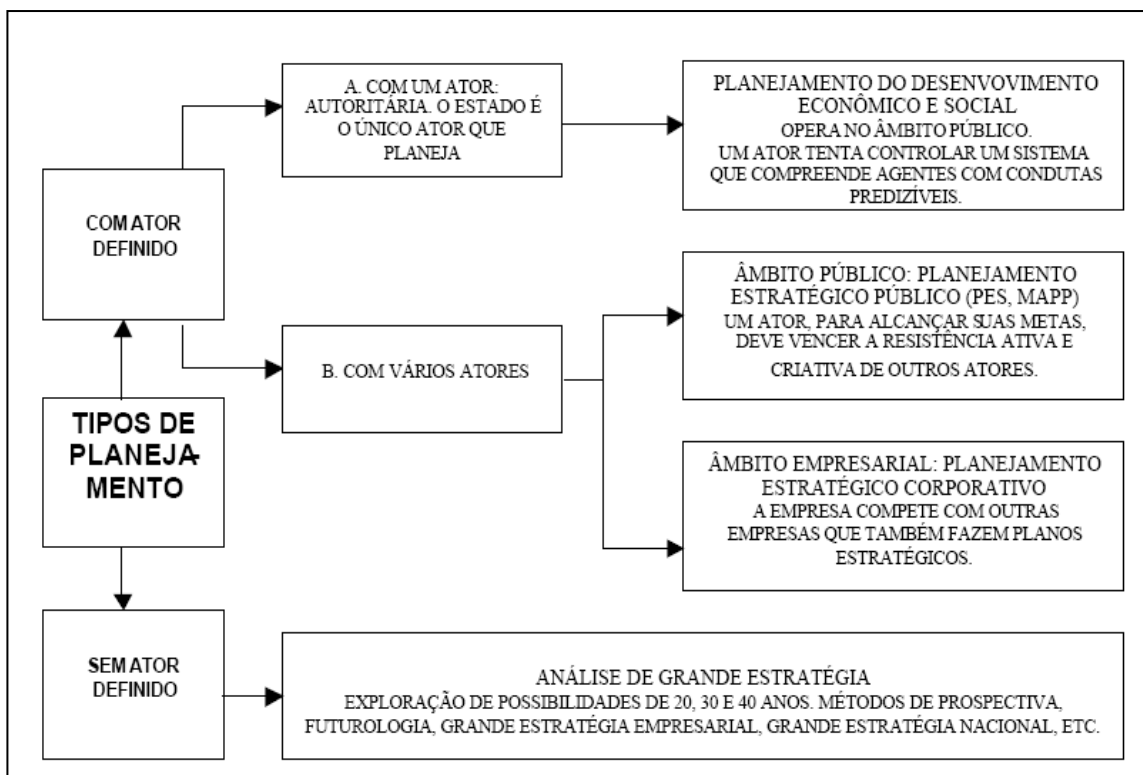 A. COM UM ATOR:
AUTORITÁRIA. O ESTADO É
O ÚNICO ATOR QUE
PLANEJA
PLANEJAMENTO DO DESENVOVIMENTO
ECONÔMICO E SOCIAL
OPERA NO ÂMBITO PÚBLICO.
UM ATOR TENTA CONTROLAR UM SISTEMA
QUE COMPREENDE AGENTES COM CONDUTAS
PREDIZÍVEIS.
COM ATOR
DEFINIDO
B. COM VÁRIOS ATORES
ÂMBITO PÚBLICO: PLANEJAMENTO
ESTRATÉGICO PÚBLICO (PES, MAPP)
UM ATOR, PARA ALCANÇAR SUAS METAS,
DEVE VENCER A RESISTÊNCIA ATIVA E
CRIATIVA DE OUTROS ATORES.
TIPOS DE
PLANEJA-
MENTO
ÂMBITO EMPRESARIAL: PLANEJAMENTO
ESTRATÉGICO CORPORATIVO
A EMPRESA COMPETE COM OUTRAS
EMPRESAS QUE TAMBÉM FAZEM PLANOS
ESTRATÉGICOS.
SEM ATOR
DEFINIDO
ANÁLISE DE GRANDE ESTRATÉGIA
EXPLORAÇÃO DE POSSIBILIDADES DE 20, 30 E 40 ANOS. MÉTODOS DE PROSPECTIVA,
FUTUROLOGIA, GRANDE ESTRATÉGIA EMPRESARIAL, GRANDE ESTRATÉGIA NACIONAL, ETC.